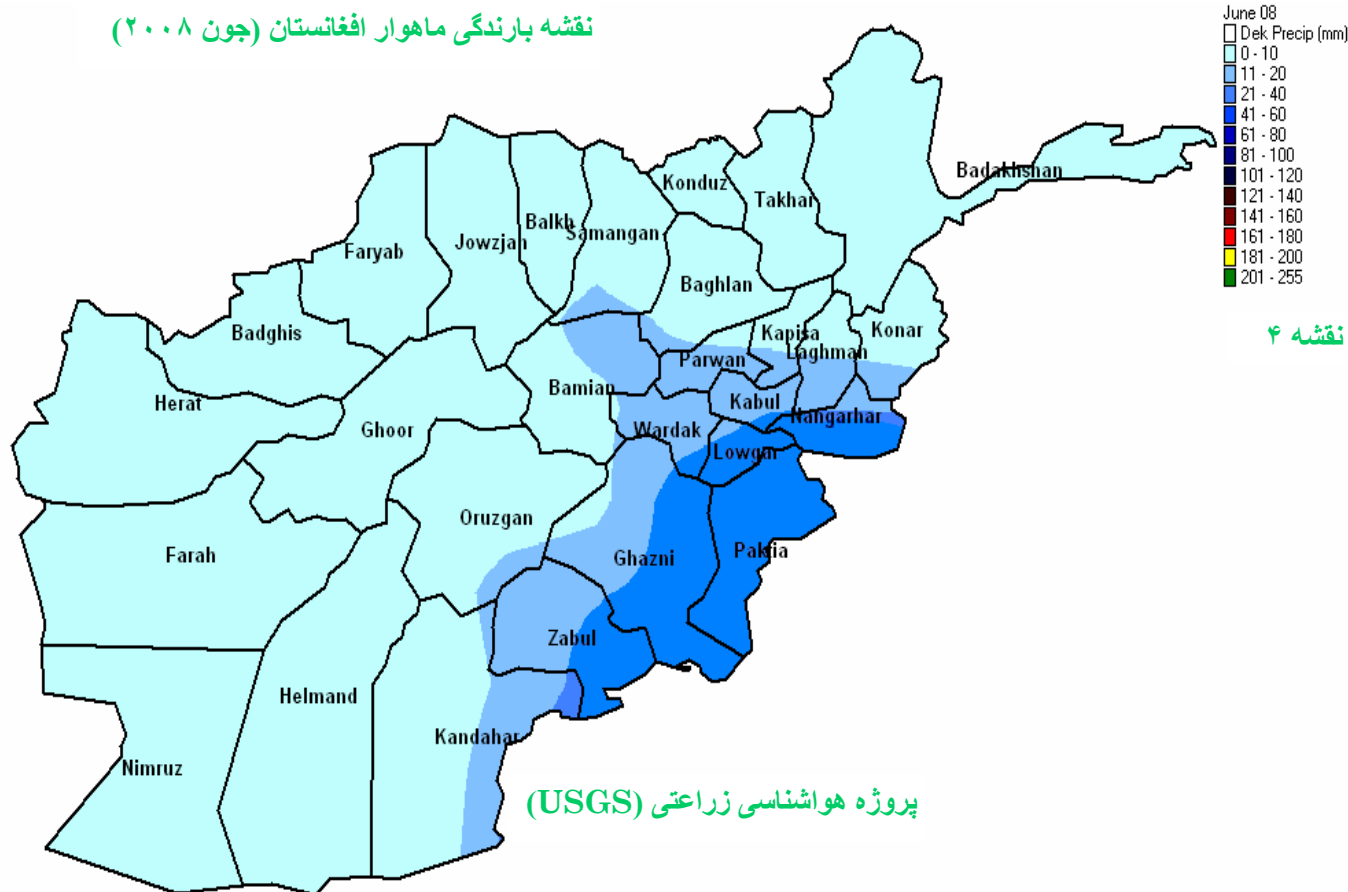 نقشه بارندگی ماهوار افغانستان (جون ۲۰۰۸)
June 08
Dek Precip (mm)
0 - 10
11 - 20
21 - 40
41 - 60
61 - 80
81 - 100
101 - 120
121 - 140
141 - 160
161 - 180
181 - 200
201 - 255
نقشه ۴
Badakhshan
Konduz
Takhar
Balkh
Samangan
Jowzjan
Faryab
Baghlan
Badghis
Kapisa
Konar
Laghman
Parwan
Bamian
Kabul
Herat
Nangarhar
Ghoor
Wardak
Lowgar
Oruzgan
Farah
Ghazni
Paktia
Zabul
Helmand
Kandahar
Nimruz
پروژه هواشناسی زراعتی (USGS)